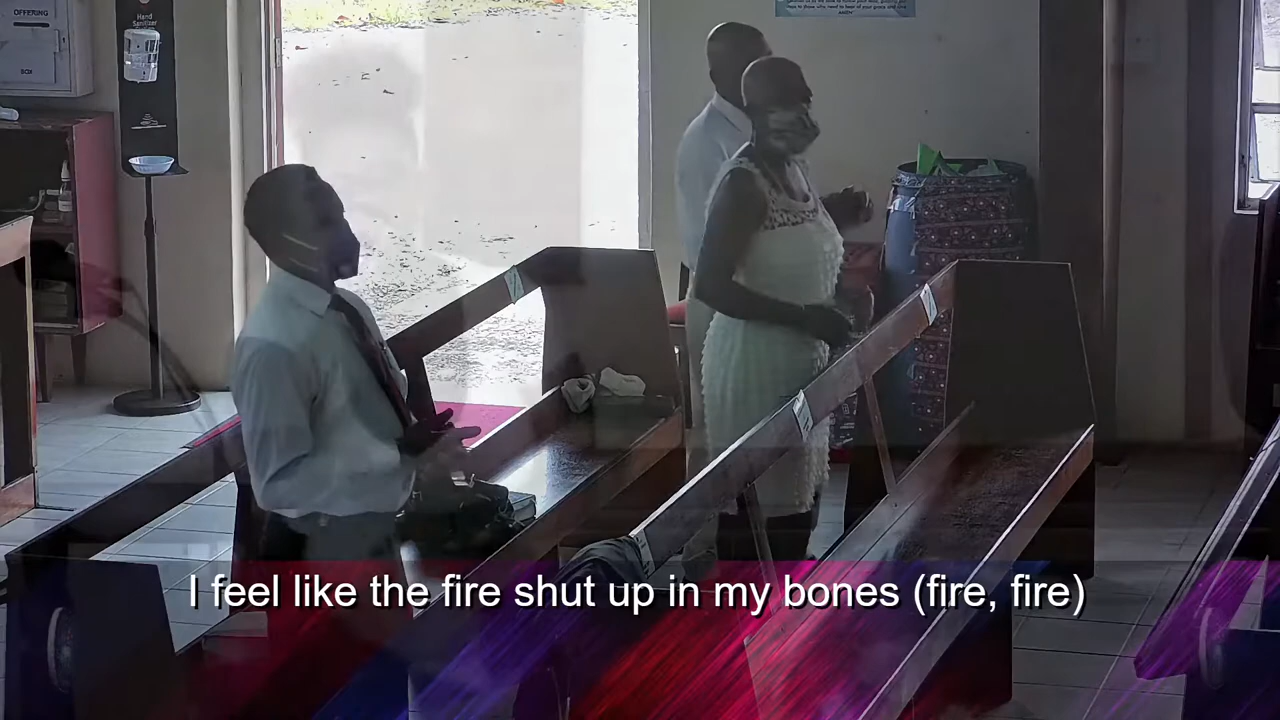 OFFERING
BOX
Hand
Sanitizer
I feel like the fire shut up in my bones (fire, fire)